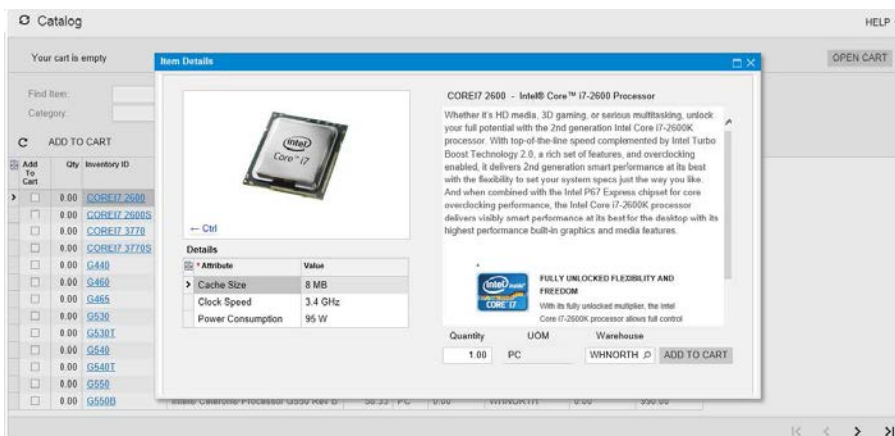 Catalog
HELP
Your cart is empty
OPEN CART
Item Details
Find Item:
Category:
ADD TO CART
Add To Cart
Qty
Inventory ID
0.00 COREI7 2600
0.00 COREI7 2600S
0.00 COREI7 3770
0.00 COREI7 3770S
0.00 G440
0.00 G460
0.00 G465
0.00 G530
0.00 G530T
0.00 G540
0.00 G540T
0.00 G550
0.00 G550B
intel
Core™ i7
← Ctrl
Details
* Attribute Value
Cache Size 8 MB
Clock Speed 3.4 GHz
Power Consumption 95 W
COREI7 2600 - Intel® Core™ i7-2600 Processor
Whether it's HD media, 3D gaming, or serious multitasking, unlock
your full potential with the 2nd generation Intel Core i7-2600K
processor. With top-of-the-line speed complemented by Intel Turbo
Boost Technology 2.0, a rich set of features, and overclocking
enabled, it delivers 2nd generation smart performance at its best
with the flexibility to set your system specs just the way you like.
And when combined with the Intel P67 Express chipset for core
overclocking performance, the Intel Core i7-2600K processor
delivers visibly smart performance at its best for the desktop with its
highest performance built-in graphics and media features.
intel inside
CORE i7
FULLY UNLOCKED FLEXIBILITY AND
FREEDOM
With its fully unlocked multiplier, the Intel
Core i7-2600K processor allows full control
Quantity UOM Warehouse
1.00 PC WHNORTH ADD TO CART